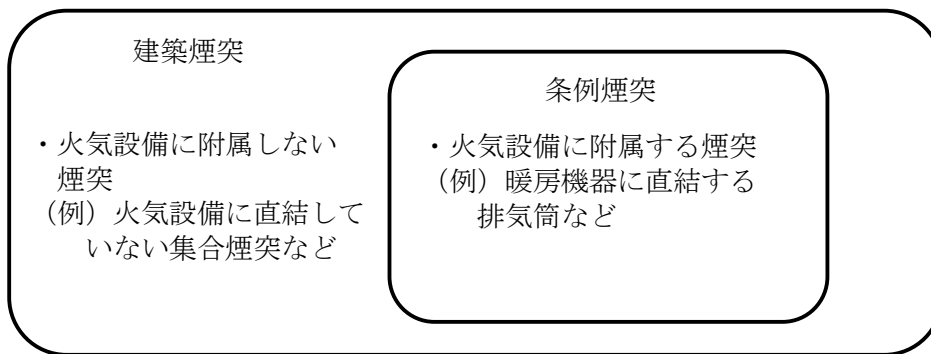 建築煙突
・火気設備に附属しない
煙突
（例）火気設備に直結して
いない集合煙突など
条例煙突
・火気設備に附属する煙突
（例）暖房機器に直結する
排気筒など